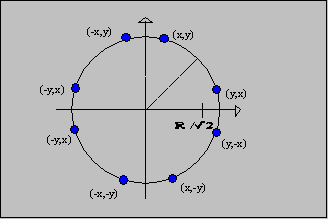 (-x,y) (x,y)
(-y,x) (y,x)
R /√2
(-y,x) (y,-x)
(-x,-y) (x,-y)